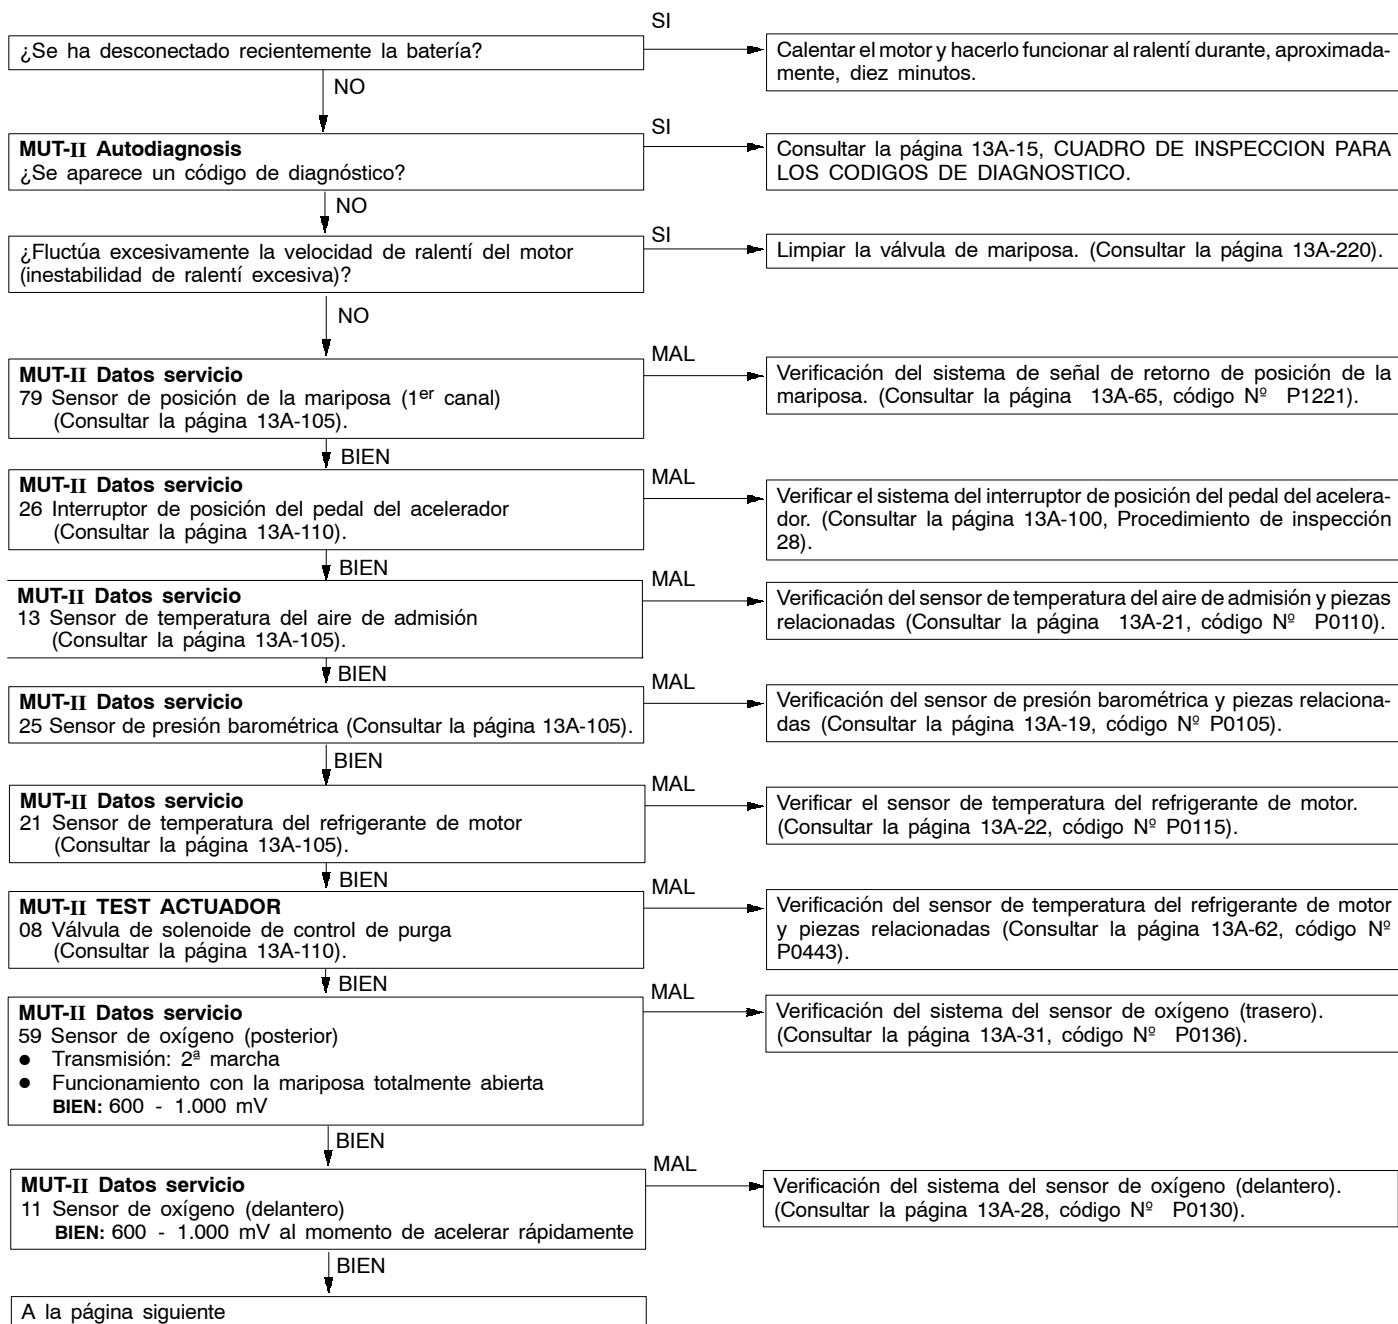 SI
¿Se ha desconectado recientemente la batería?
Calentar el motor y hacerlo funcionar al ralentí durante, aproximada-
mente, diez minutos.
NO
SI
MUT-II Autodiagnosis
¿Se aparece un código de diagnóstico?
Consultar la página 13A-15, CUADRO DE INSPECCION PARA
LOS CODIGOS DE DIAGNOSTICO.
NO
SI
¿Fluctúa excesivamente la velocidad de ralentí del motor
(inestabilidad de ralentí excesiva)?
Limpiar la válvula de mariposa. (Consultar la página 13A-220).
NO
MAL
MUT-II Datos servicio
79 Sensor de posición de la mariposa (1er canal)
(Consultar la página 13A-105).
Verificación del sistema de señal de retorno de posición de la
mariposa. (Consultar la página 13A-65, código Nº P1221).
BIEN
MAL
MUT-II Datos servicio
26 Interruptor de posición del pedal del acelerador
(Consultar la página 13A-110).
Verificar el sistema del interruptor de posición del pedal del acelera-
dor. (Consultar la página 13A-100, Procedimiento de inspección
28).
BIEN
MAL
MUT-II Datos servicio
13 Sensor de temperatura del aire de admisión
(Consultar la página 13A-105).
Verificación del sensor de temperatura del aire de admisión y piezas
relacionadas (Consultar la página 13A-21, código Nº P0110).
BIEN
MAL
MUT-II Datos servicio
25 Sensor de presión barométrica (Consultar la página 13A-105).
Verificación del sensor de presión barométrica y piezas relaciona-
das (Consultar la página 13A-19, código Nº P0105).
BIEN
MAL
MUT-II Datos servicio
21 Sensor de temperatura del refrigerante de motor
(Consultar la página 13A-105).
Verificar el sensor de temperatura del refrigerante de motor.
(Consultar la página 13A-22, código Nº P0115).
BIEN
MAL
MUT-II TEST ACTUADOR
08 Válvula de solenoide de control de purga
(Consultar la página 13A-110).
Verificación del sensor de temperatura del refrigerante de motor
y piezas relacionadas (Consultar la página 13A-62, código Nº
P0443).
BIEN
MAL
MUT-II Datos servicio
59 Sensor de oxígeno (posterior)
● Transmisión: 2ª marcha
● Funcionamiento con la mariposa totalmente abierta
BIEN: 600 - 1.000 mV
Verificación del sistema del sensor de oxígeno (trasero).
(Consultar la página 13A-31, código Nº P0136).
BIEN
MAL
MUT-II Datos servicio
11 Sensor de oxígeno (delantero)
BIEN: 600 - 1.000 mV al momento de acelerar rápidamente
Verificación del sistema del sensor de oxígeno (delantero).
(Consultar la página 13A-28, código Nº P0130).
BIEN
A la página siguiente